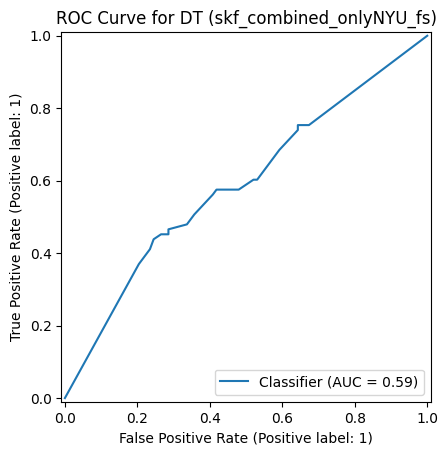 ROC Curve for DT (skf_combined_onlyNYU_fs)
1.0
0.8
0.6
0.4
0.2
0.0
True Positive Rate (Positive label: 1)
Classifier (AUC = 0.59)
0.0 0.2 0.4 0.6 0.8 1.0
False Positive Rate (Positive label: 1)